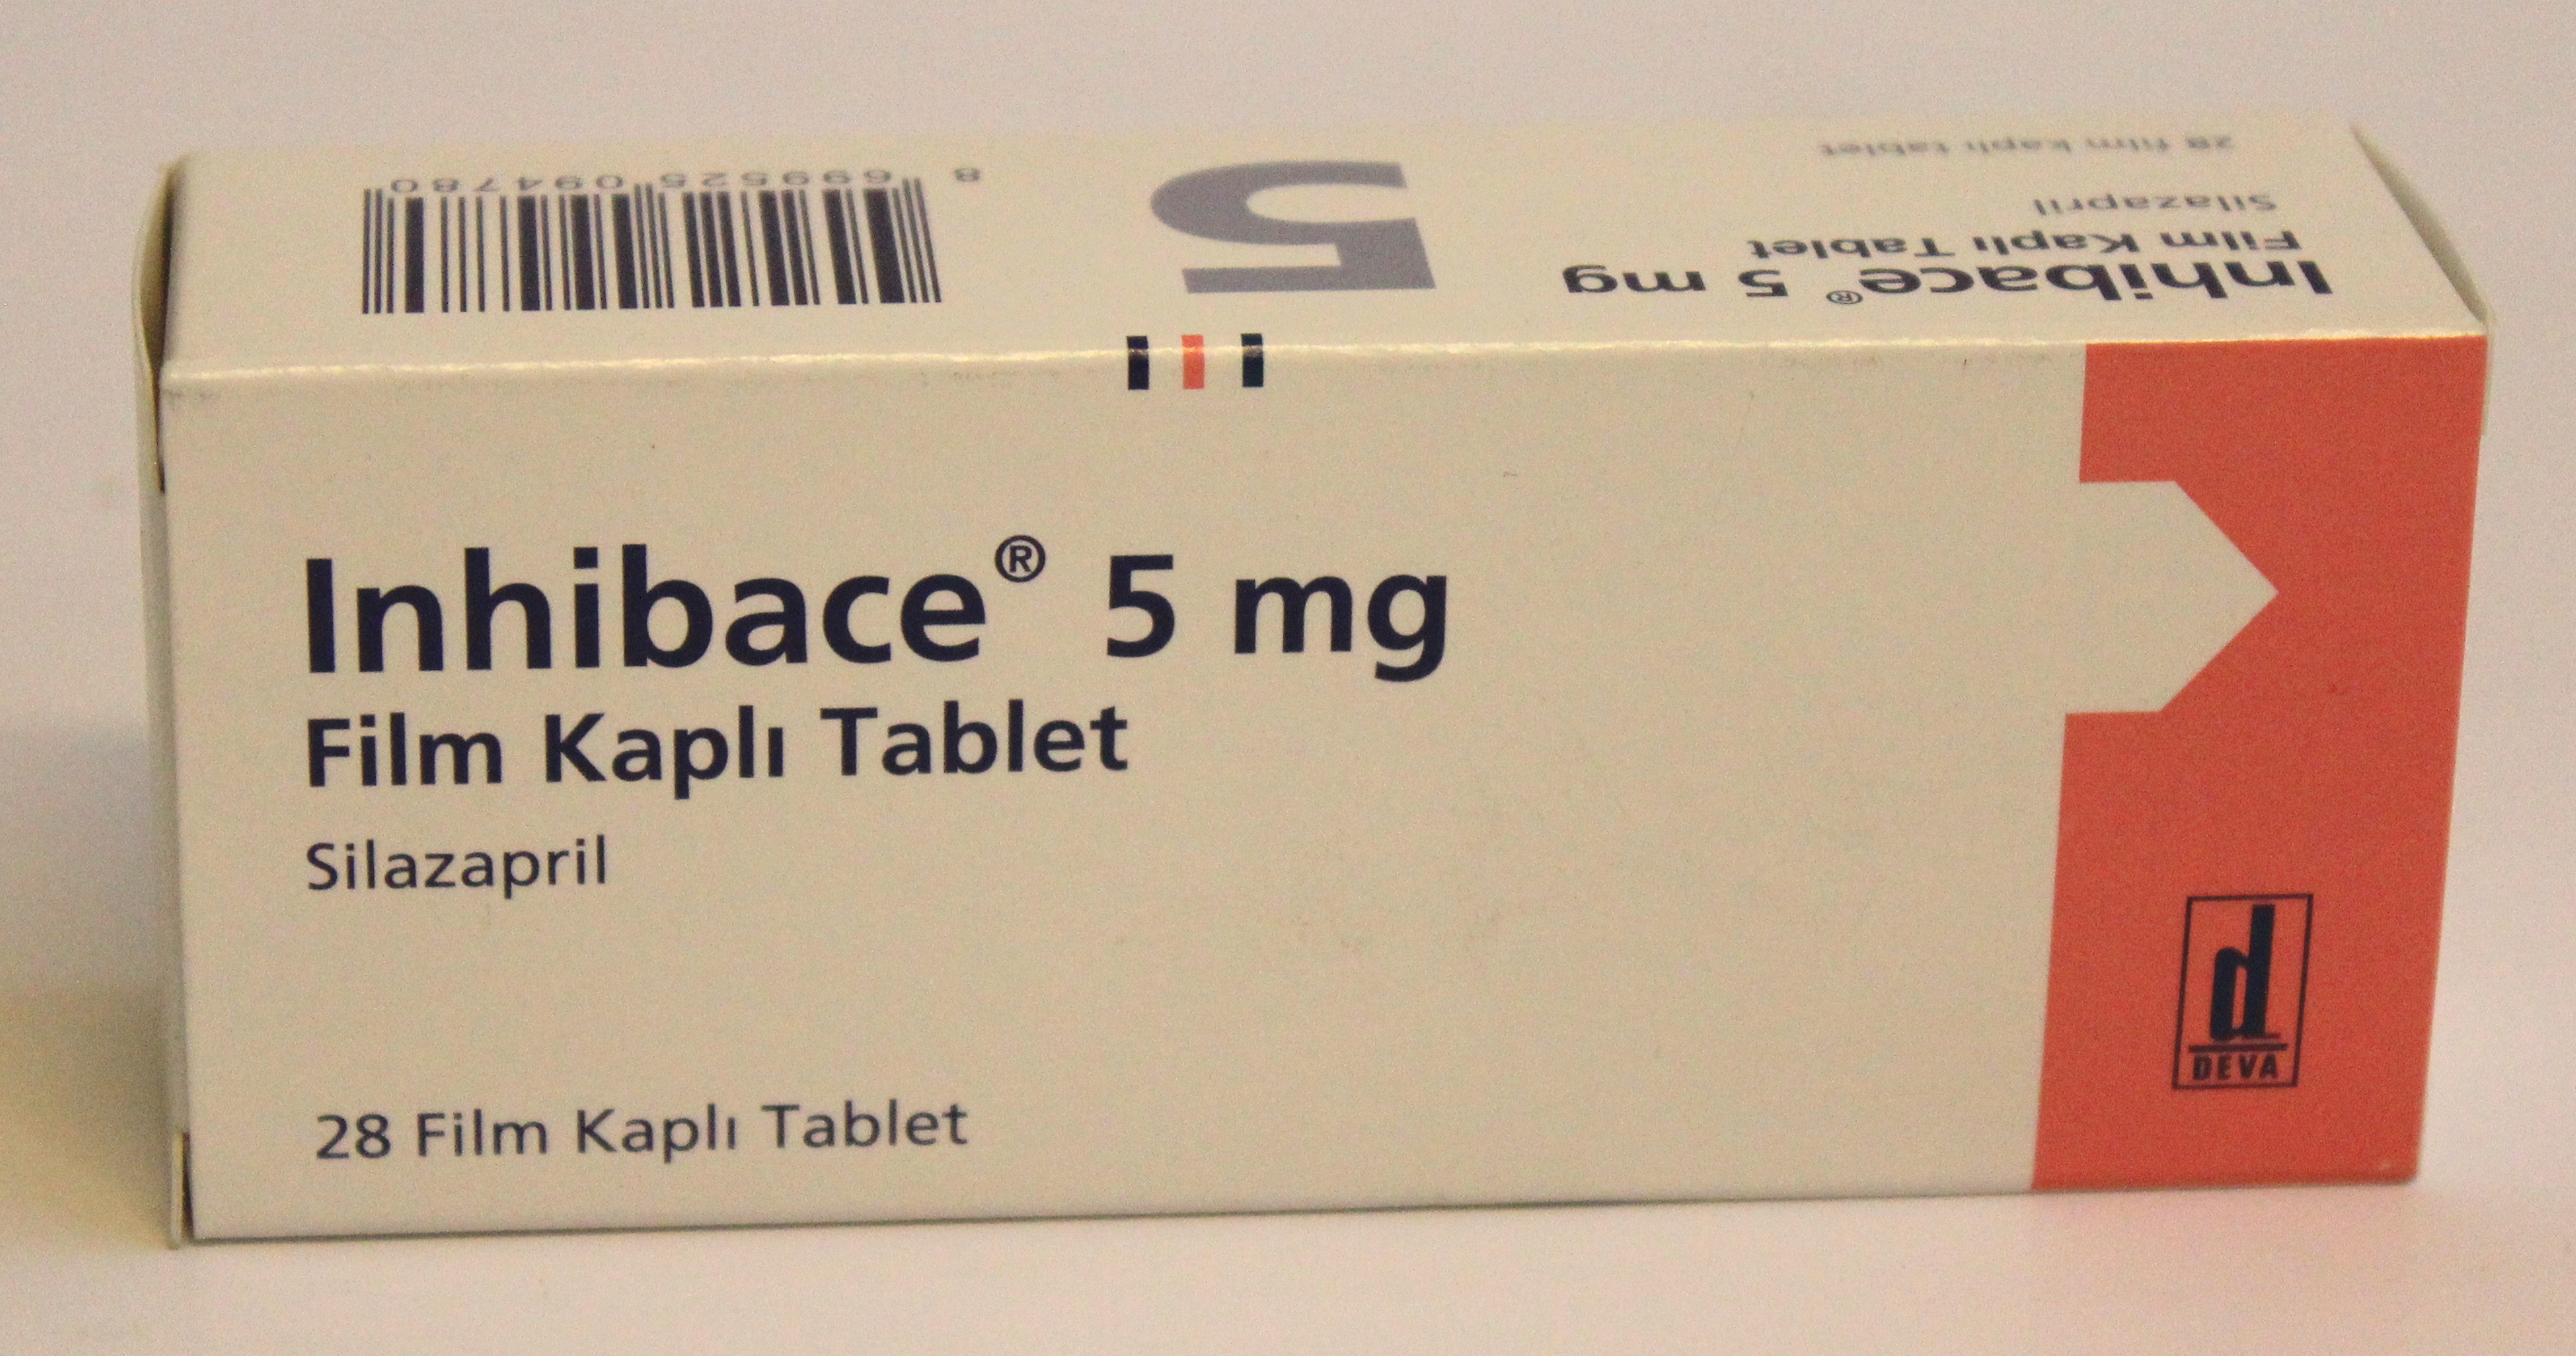 Inhibace® 5 mg
Film Kaplı Tablet
Silazapril
28 film kaplı tablet
5
8 699525 094780
Inhibace® 5 mg
Film Kaplı Tablet
Silazapril
28 Film Kaplı Tablet
d
DEVA